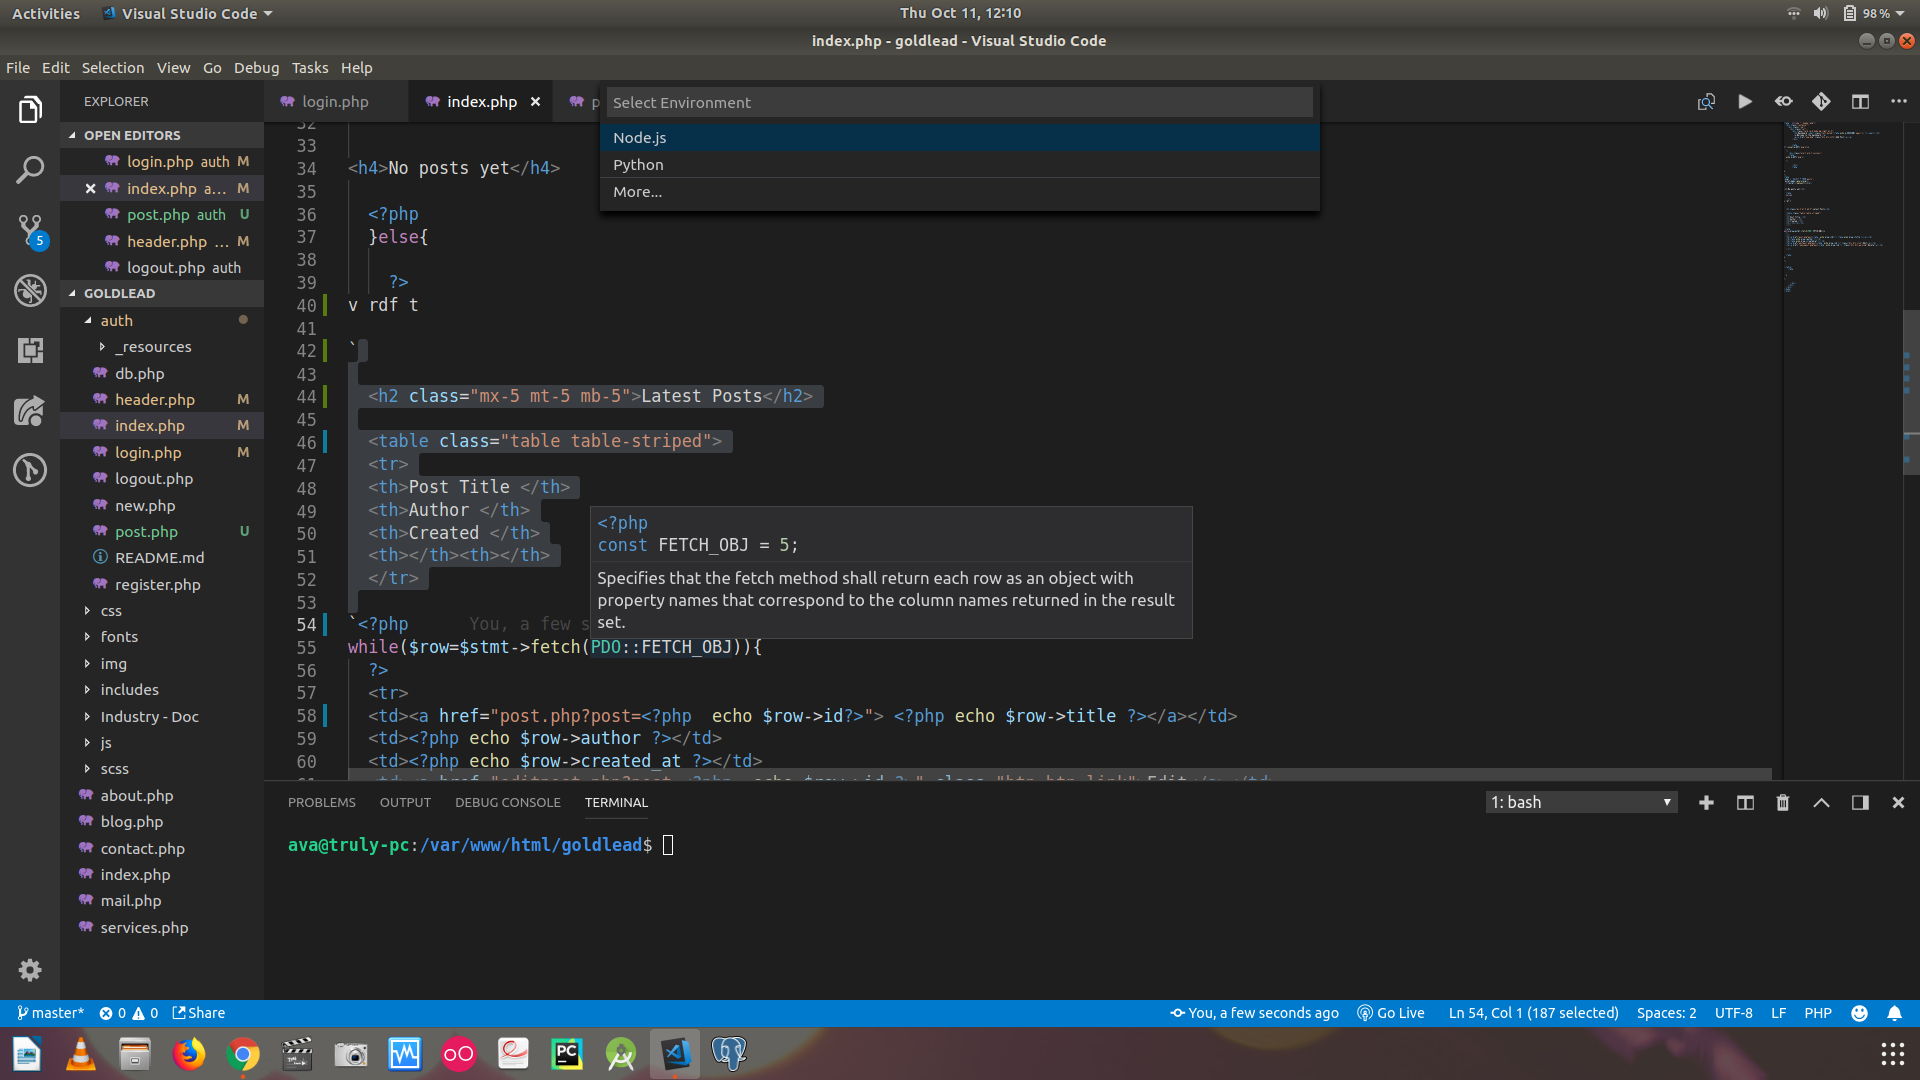 Activities
Visual Studio Code
Thu Oct 11, 12:10
98 %
index.php - goldlead - Visual Studio Code
File Edit Selection View Go Debug Tasks Help
EXPLORER
login.php
index.php
Select Environment
Node.js
Python
More...
OPEN EDITORS
login.php auth M
index.php a... M
post.php auth U
header.php ... M
logout.php auth
5
GOLDLEAD
auth
_resources
db.php
header.php M
index.php M
login.php M
logout.php
new.php
post.php U
README.md
register.php
css
fonts
img
includes
Industry - Doc
js
scss
about.php
blog.php
contact.php
index.php
mail.php
services.php
32
33
34 <h4>No posts yet</h4>
35
36 <?php
37 }else{
38
39 ?>
40 v rdf t
41
42 `
43
44 <h2 class="mx-5 mt-5 mb-5">Latest Posts</h2>
45
46 <table class="table table-striped">
47 <tr>
48 <th>Post Title </th>
49 <th>Author </th>
50 <th>Created </th>
51 <th></th><th></th>
52 </tr>
53
54 `<?php You, a few s
55 while($row=$stmt->fetch(PDO::FETCH_OBJ)){
56 ?>
57 <tr>
58 <td><a href="post.php?post=<?php  echo $row->id?>"> <?php echo $row->title ?></a></td>
59 <td><?php echo $row->author ?></td>
60 <td><?php echo $row->created_at ?></td>
<?php
const FETCH_OBJ = 5;
Specifies that the fetch method shall return each row as an object with
property names that correspond to the column names returned in the result
set.
PROBLEMS OUTPUT DEBUG CONSOLE TERMINAL
1: bash
ava@truly-pc:/var/www/html/goldlead$
master* 0 0 Share
You, a few seconds ago Go Live Ln 54, Col 1 (187 selected) Spaces: 2 UTF-8 LF PHP
PC